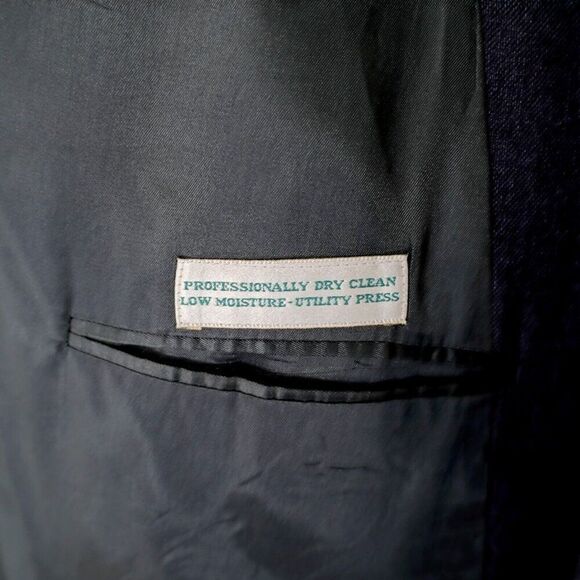 PROFESSIONALLY DRY CLEAN
LOW MOISTURE-UTILITY PRESS